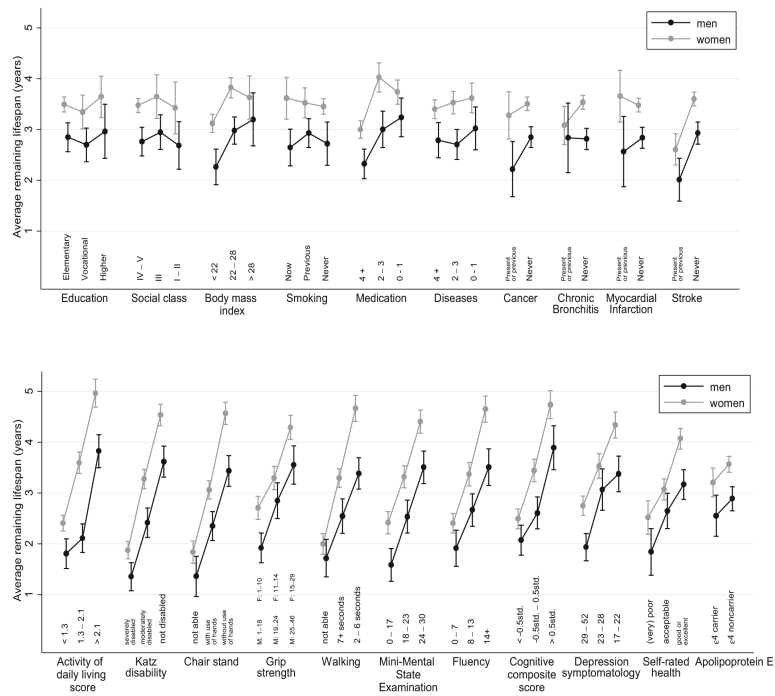 Average remaining lifespan (years)
5
4
3
2
1
men
women
Elementary
Vocational
Higher
Education
IV – V
III
I – II
Social class
< 22
22 – 28
> 28
Body mass
index
Now
Previous
Never
Smoking
4 +
2 – 3
0 - 1
Medication
4 +
2 – 3
0 -1
Diseases
Present
or previous
Never
Cancer
Present
or previous
Never
Chronic
Bronchitis
Present
or previous
Never
Myocardial
Infarction
Present
or previous
Never
Stroke
Average remaining lifespan (years)
5
4
3
2
1
men
women
< 1.3
1.3 – 2.1
> 2.1
Activity of
daily living
score
severely
disabled
moderately
disabled
not disabled
Katz
disability
not able
with use
of hands
without use
of hands
Chair stand
M: 1–18 F: 1–10
M: 19–24 F: 11–14
M: 25–46 F: 15–29
Grip
strength
not able
7+ seconds
2 – 6 seconds
Walking
0 – 17
18 – 23
24 – 30
Mini-Mental
State
Examination
0 – 7
8 – 13
14+
Fluency
< -0.5std.
-0.5std. – 0.5std.
> 0.5std.
Cognitive
composite
score
29 – 52
23 – 28
17 – 22
Depression
symptomatology
(very) poor
acceptable
good or
excellent
Self-rated
health
ε4 carrier
ε4 noncarrier
Apolipoprotein E